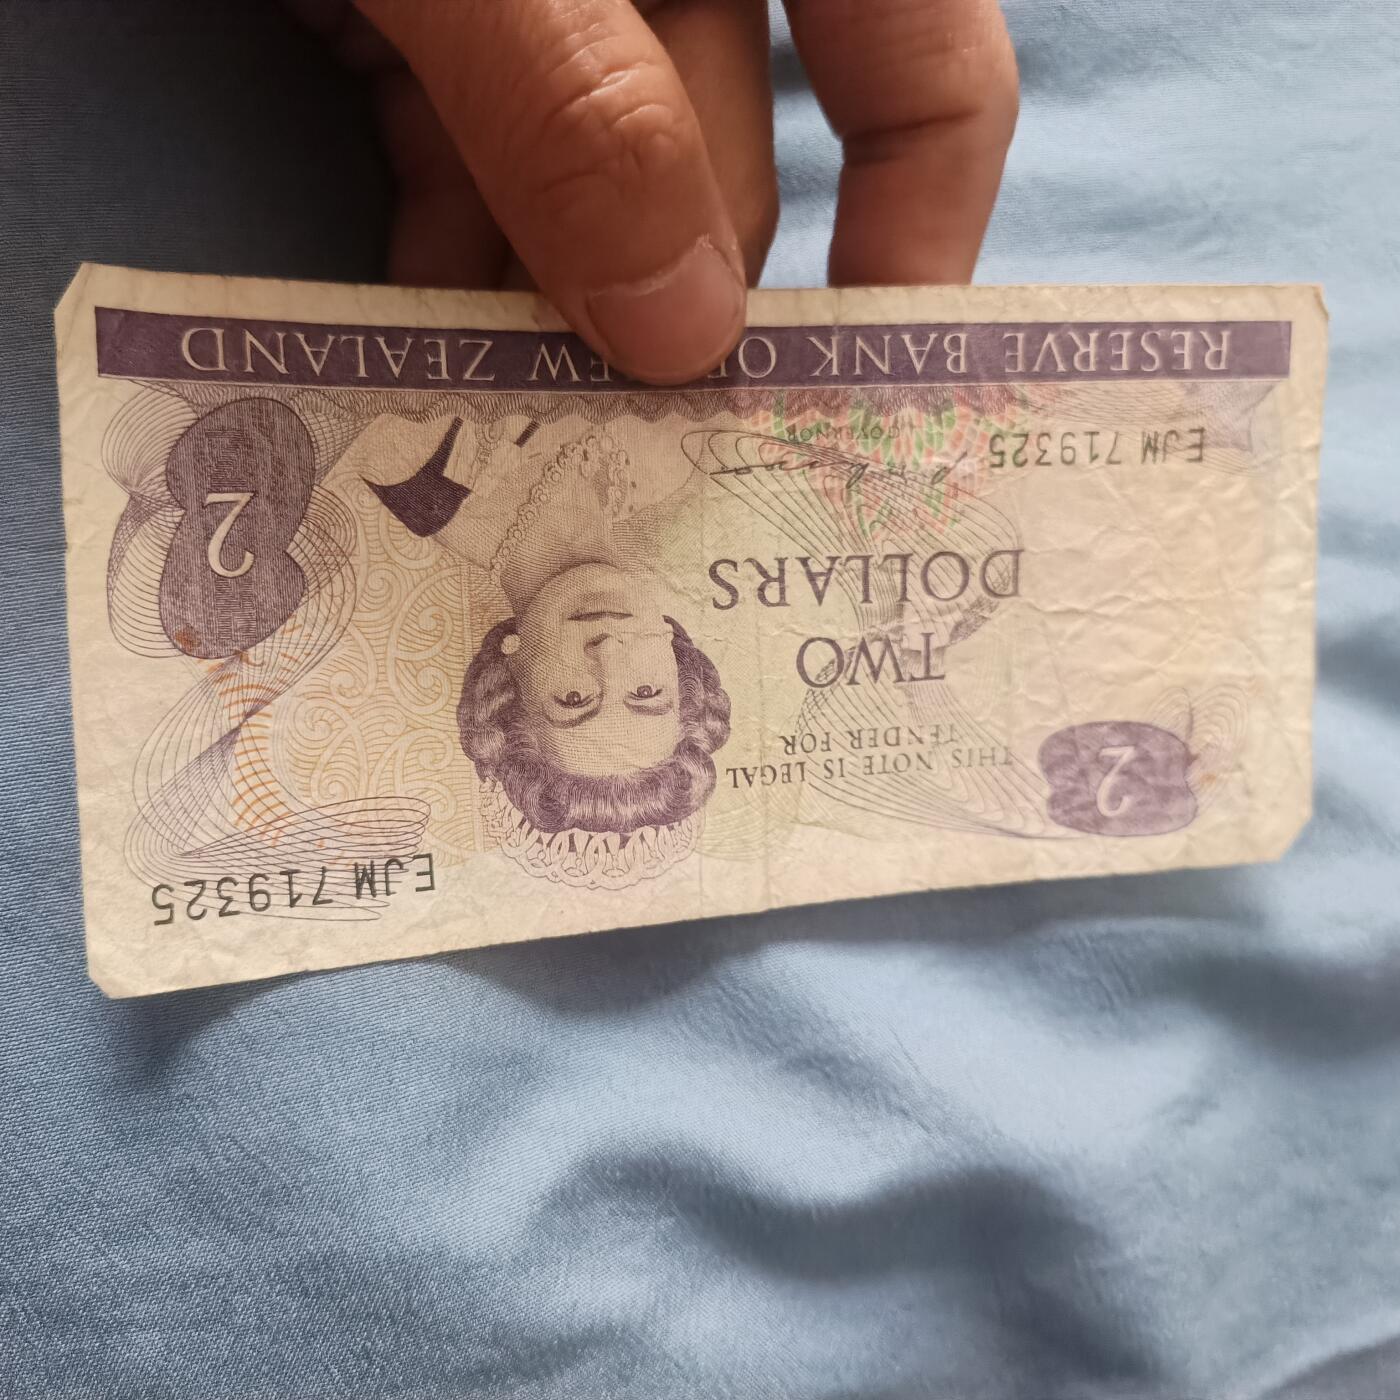 EJM 719325
2
THIS NOTE IS LEGAL
TENDER FOR
TWO
DOLLARS
EJM 719325
GOVERNOR
2
RESERVE BANK OF NEW ZEALAND